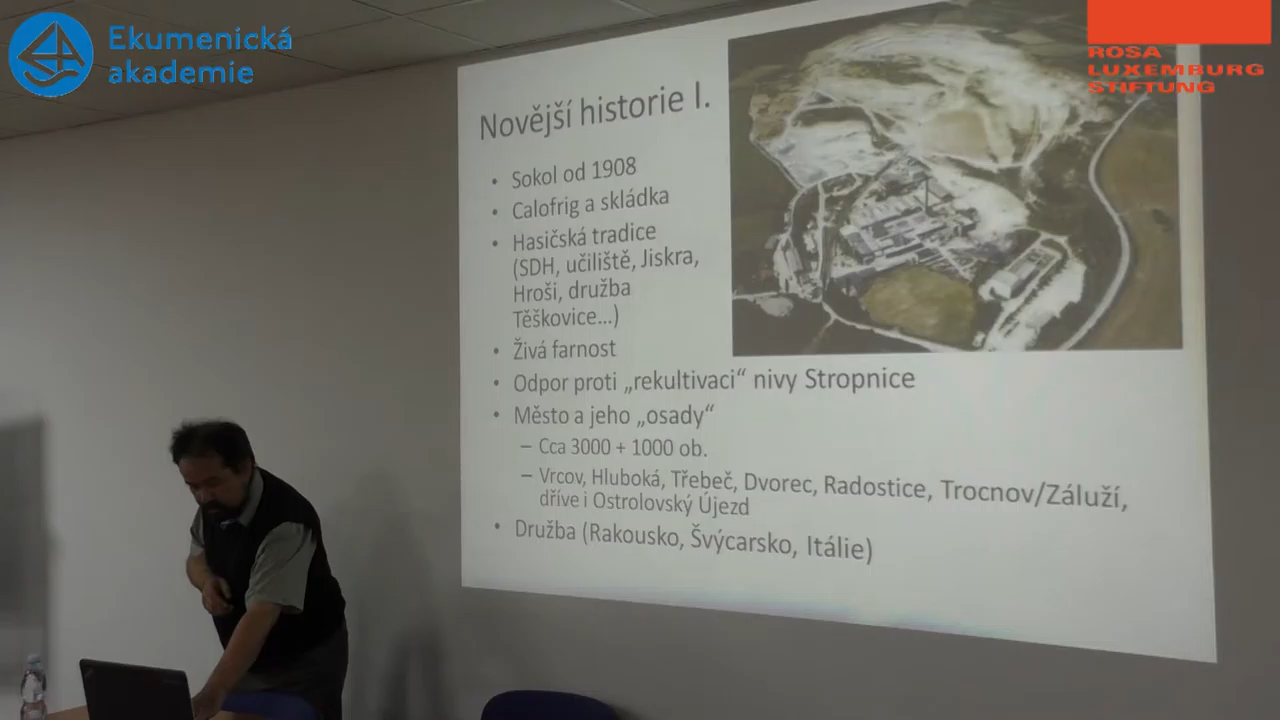 Ekumenická
akademie
ROSA
LUXEMBURG
STIFTUNG
Novější historie I.
• Sokol od 1908
• Calofrig a skládka
• Hasičská tradice
(SDH, učiliště, Jiskra,
Hroši, družba
Těškovice...)
• Živá farnost
• Odpor proti „rekultivaci“ nivy Stropnice
• Město a jeho „osady“
– Cca 3000 + 1000 ob.
– Vrcov, Hluboká, Třebeč, Dvorec, Radostice, Trocnov/Záluží,
dříve i Ostrolovský Újezd
• Družba (Rakousko, Švýcarsko, Itálie)